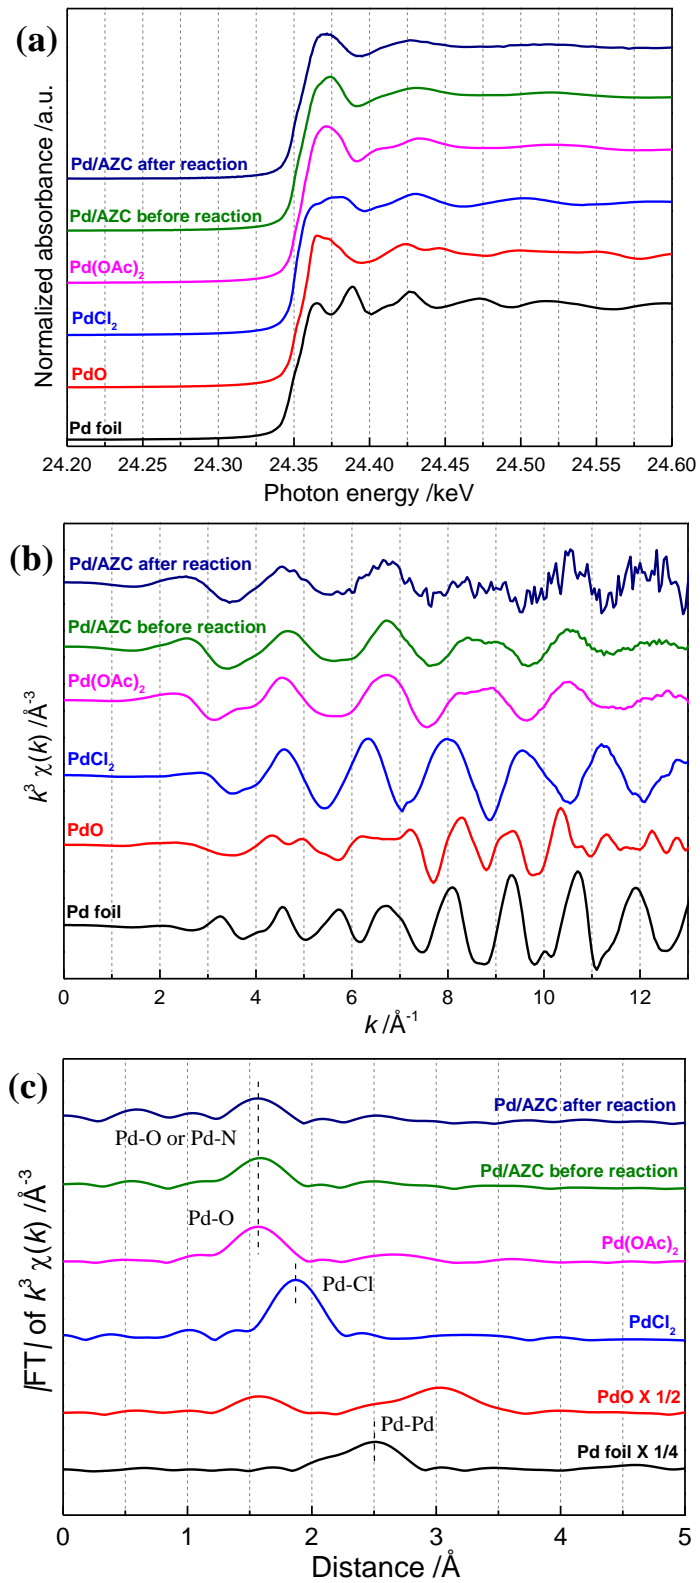 (a)
Normalized absorbance /a.u.
Pd/AZC after reaction
Pd/AZC before reaction
Pd(OAc)₂
PdCl₂
PdO
Pd foil
24.20 24.25 24.30 24.35 24.40 24.45 24.50 24.55 24.60
Photon energy /keV
(b)
k³ χ(k) /Å⁻³
Pd/AZC after reaction
Pd/AZC before reaction
Pd(OAc)₂
PdCl₂
PdO
Pd foil
0 2 4 6 8 10 12
k /Å⁻¹
(c)
|FT| of k³ χ(k) /Å⁻³
Pd/AZC after reaction
Pd-O or Pd-N
Pd/AZC before reaction
Pd-O
Pd(OAc)₂
Pd-Cl
PdCl₂
PdO X 1/2
Pd-Pd
Pd foil X 1/4
0 1 2 3 4 5
Distance /Å